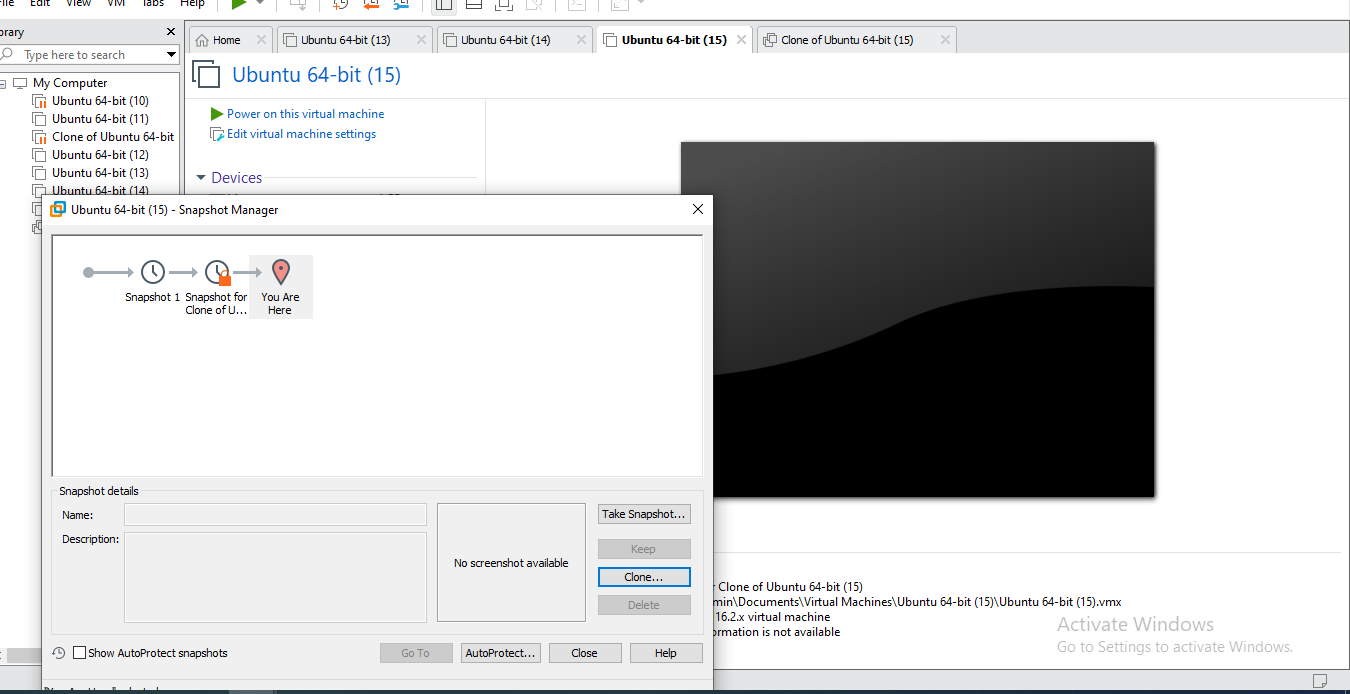 Edit View VM Tabs Help
Type here to search
My Computer
Ubuntu 64-bit (10)
Ubuntu 64-bit (11)
Clone of Ubuntu 64-bit
Ubuntu 64-bit (12)
Ubuntu 64-bit (13)
Ubuntu 64-bit (14)
Home
Ubuntu 64-bit (13)
Ubuntu 64-bit (14)
Ubuntu 64-bit (15)
Clone of Ubuntu 64-bit (15)
Ubuntu 64-bit (15)
Power on this virtual machine
Edit virtual machine settings
Devices
Ubuntu 64-bit (15) - Snapshot Manager
Snapshot 1
Snapshot for
Clone of U...
You Are
Here
Snapshot details
Name:
Description:
No screenshot available
Take Snapshot...
Keep
Clone...
Delete
Show AutoProtect snapshots
Go To
AutoProtect...
Close
Help
Clone of Ubuntu 64-bit (15)
min\Documents\Virtual Machines\Ubuntu 64-bit (15)\Ubuntu 64-bit (15).vmx
16.2.x virtual machine
ormation is not available
Activate Windows
Go to Settings to activate Windows.